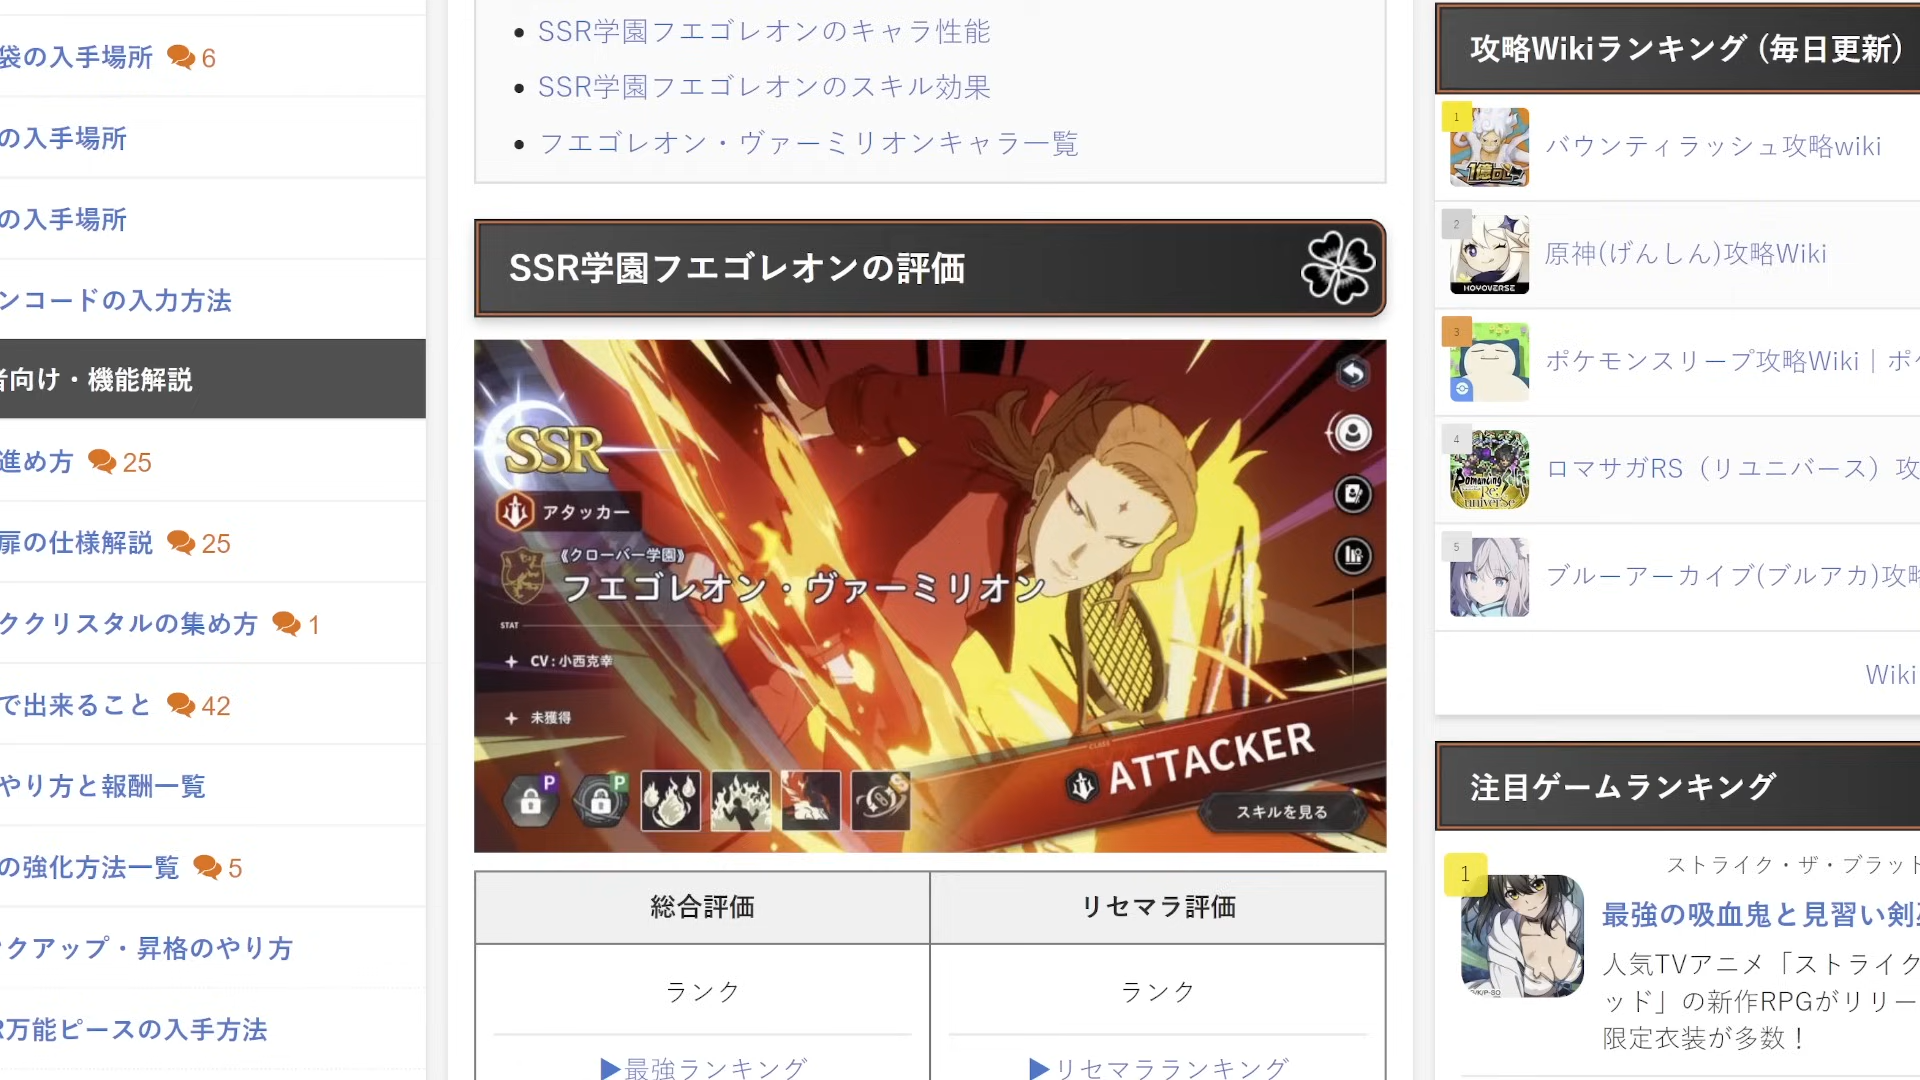 袋の入手場所 6
の入手場所
の入手場所
ンコードの入力方法
者向け・機能解説
進め方 25
扉の仕様解説 25
ククリスタルの集め方 1
で出来ること 42
やり方と報酬一覧
の強化方法一覧 5
クアップ・昇格のやり方
R万能ピースの入手方法
SSR学園フエゴレオンのキャラ性能
SSR学園フエゴレオンのスキル効果
フエゴレオン・ヴァーミリオンキャラ一覧
SSR学園フエゴレオンの評価
SSR
アタッカー
《クローバー学園》
フエゴレオン・ヴァーミリオン
STAT
CV : 小西克幸
未獲得
P
P
CLASS
ATTACKER
スキルを見る
総合評価 リセマラ評価
ランク ランク
▶最強ランキング ▶リセマラランキング
攻略Wikiランキング (毎日更新)
1
バウンティラッシュ攻略wiki
1億DL
2
原神(げんしん)攻略Wiki
HOYOVERSE
3
ポケモンスリープ攻略Wiki｜ポケ
4
ロマサガRS（リユニバース）攻
Romancing
Re;
universe
5
ブルーアーカイブ(ブルアカ)攻略
Wiki
注目ゲームランキング
1
ストライク・ザ・ブラッド
最強の吸血鬼と見習い剣巫
人気TVアニメ「ストライク
ッド」の新作RPGがリリー
限定衣装が多数！